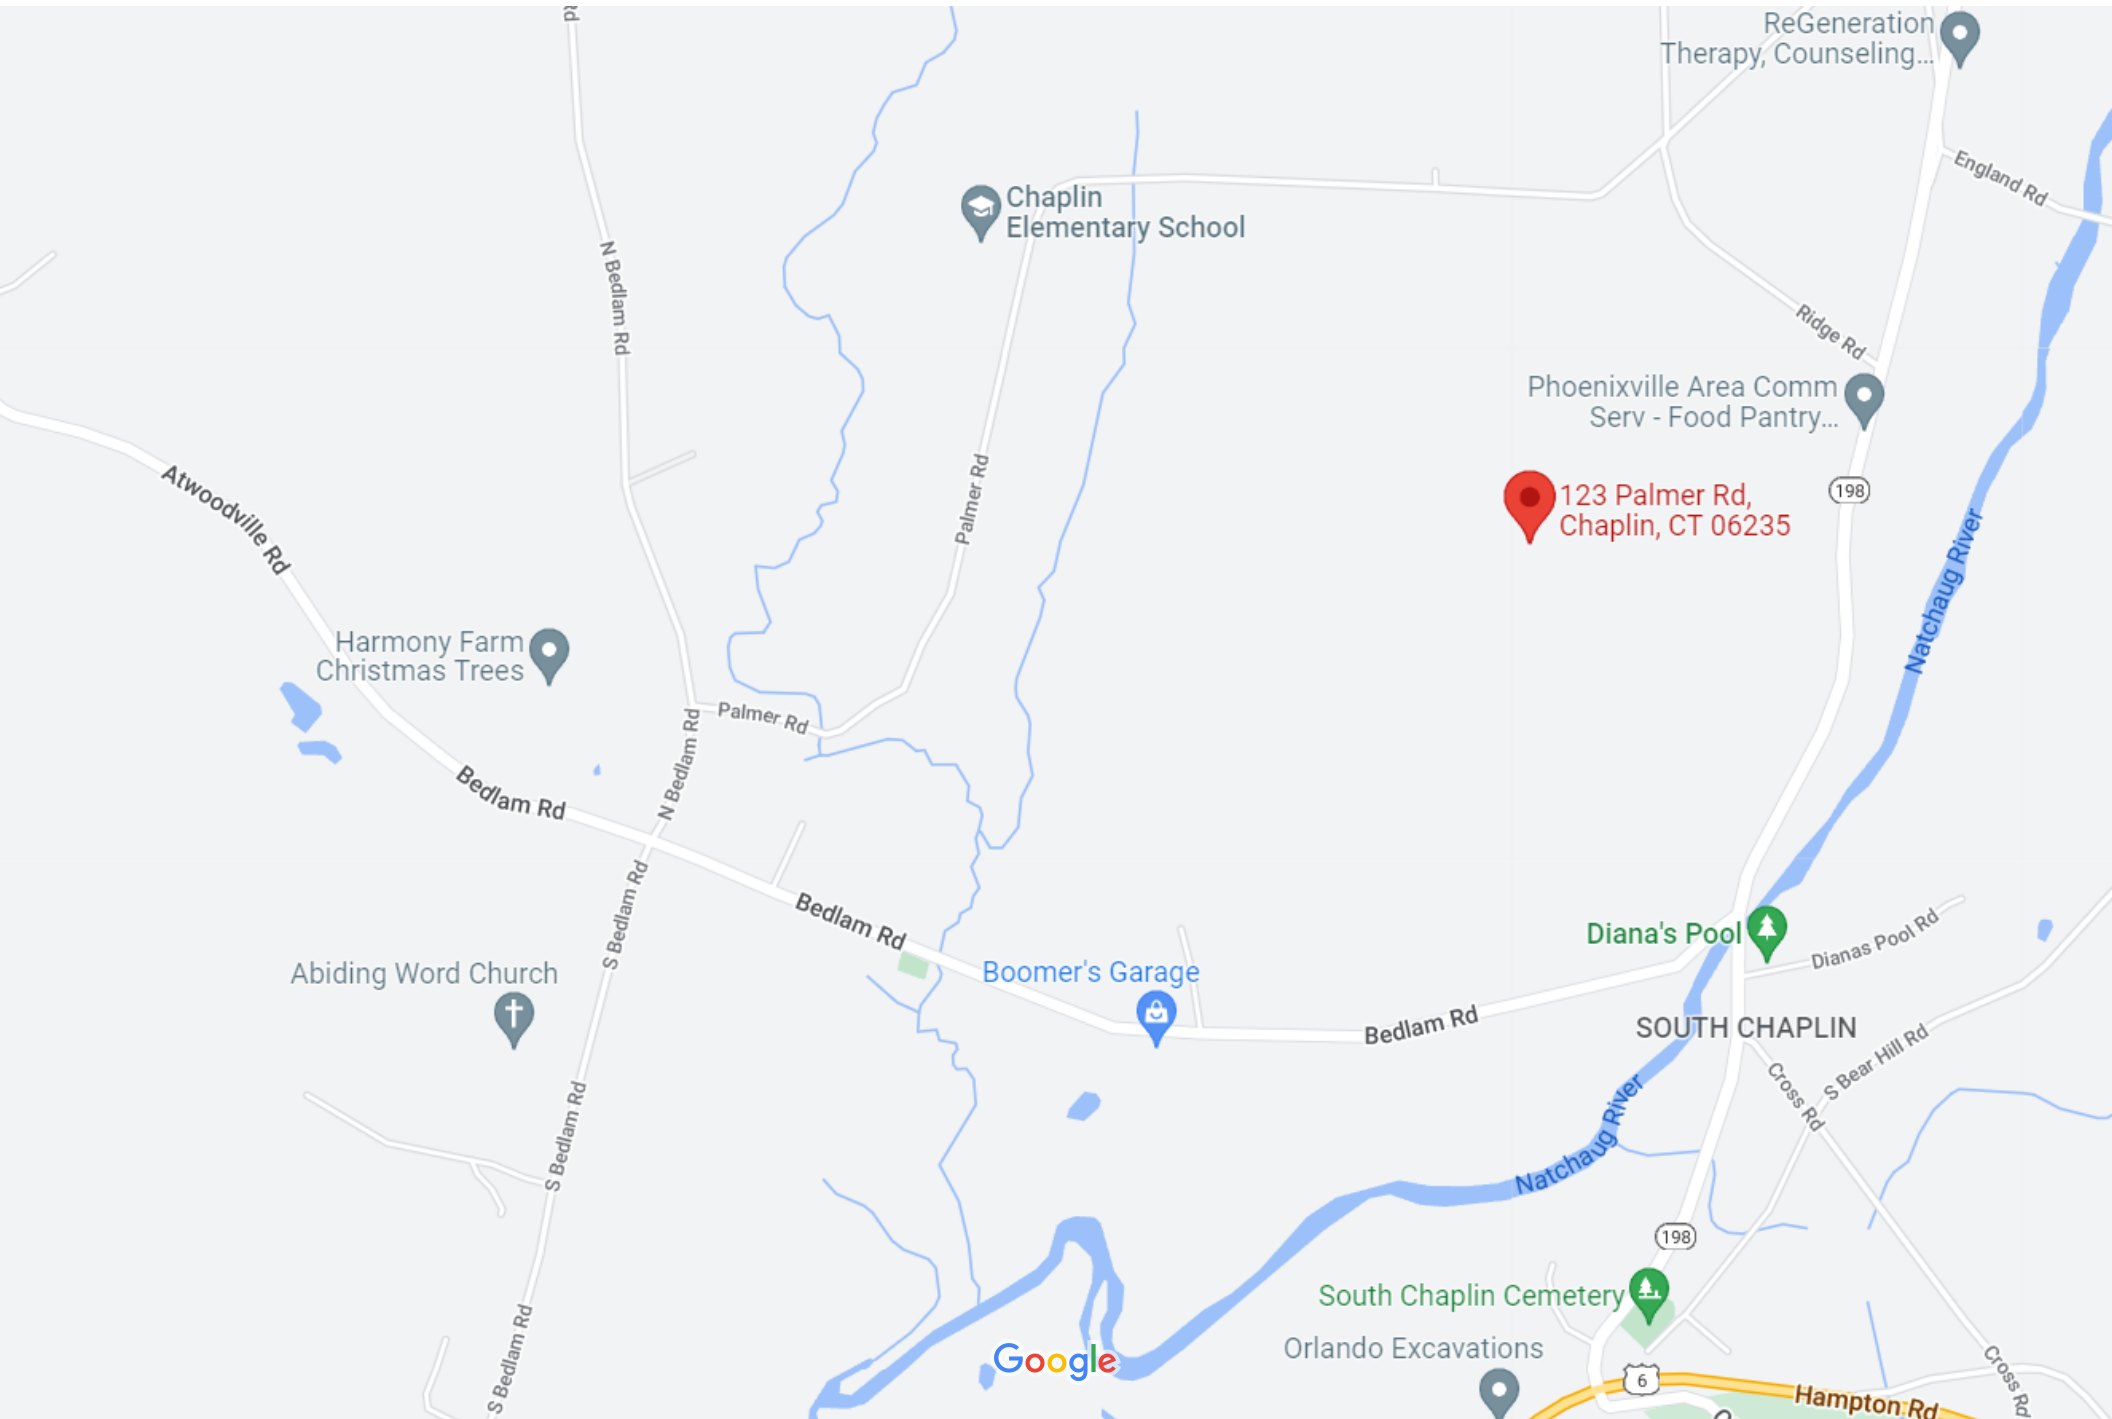 Rd
ReGeneration
Therapy, Counseling...
England Rd
Chaplin
Elementary School
N Bedlam Rd
Ridge Rd
Phoenixville Area Comm
Serv - Food Pantry...
Atwoodville Rd
Palmer Rd
123 Palmer Rd,
Chaplin, CT 06235
198
Natchaug River
Harmony Farm
Christmas Trees
Palmer Rd
N Bedlam Rd
Bedlam Rd
S Bedlam Rd
Bedlam Rd
Diana's Pool
Dianas Pool Rd
Abiding Word Church
Boomer's Garage
Bedlam Rd
SOUTH CHAPLIN
S Bear Hill Rd
Cross Rd
S Bedlam Rd
Natchaug River
198
South Chaplin Cemetery
Orlando Excavations
Google
S Bedlam Rd
6
Hampton Rd
Cross Rd